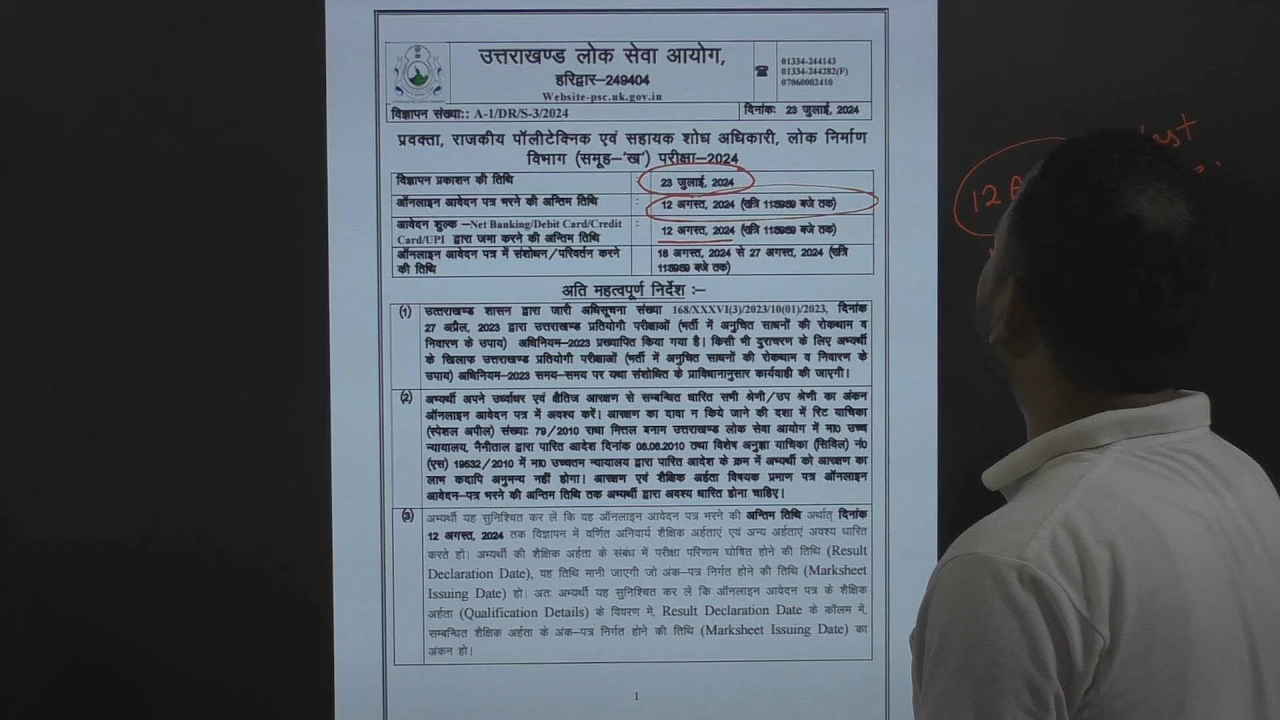 उत्तराखण्ड लोक सेवा आयोग,
हरिद्वार–249404
Website-psc.uk.gov.in
01334-244143
01334-244282(F)
07060002410
विज्ञापन संख्याः: A-1/DR/S-3/2024
दिनांकः 23 जुलाई, 2024
प्रवक्ता, राजकीय पॉलीटेक्निक एवं सहायक शोध अधिकारी, लोक निर्माण
विभाग (समूह–'ख') परीक्षा–2024
विज्ञापन प्रकाशन की तिथि : 23 जुलाई, 2024
ऑनलाइन आवेदन पत्र भरने की अन्तिम तिथि : 12 अगस्त, 2024 (रात्रि 115959 बजे तक)
आवेदन शुल्क –Net Banking/Debit Card/Credit
Card/UPI द्वारा जमा करने की अन्तिम तिथि : 12 अगस्त, 2024 (रात्रि 115959 बजे तक)
ऑनलाइन आवेदन पत्र में संशोधन/परिवर्तन करने
की तिथि
18 अगस्त, 2024 से 27 अगस्त, 2024 (रात्रि
115959 बजे तक)
अति महत्वपूर्ण निर्देश :–
(1) उत्तराखण्ड शासन द्वारा जारी अधिसूचना संख्या 168/XXXVI(3)/2023/10(01)/2023, दिनांक
27 अप्रैल, 2023 द्वारा उत्तराखण्ड प्रतियोगी परीक्षाओं (भर्ती में अनुचित साधनों की रोकथाम व
निवारण के उपाय) अधिनियम–2023 प्रख्यापित किया गया है। किसी भी दुराचरण के लिए अभ्यर्थी
के खिलाफ उत्तराखण्ड प्रतियोगी परीक्षाओं (भर्ती में अनुचित साधनों की रोकथाम व निवारण के
उपाय) अधिनियम–2023 समय–समय पर यथा संशोधित के प्राविधानानुसार कार्यवाही की जाएगी।
(2) अभ्यर्थी अपने उर्ध्वाधर एवं क्षैतिज आरक्षण से सम्बन्धित धारित सभी श्रेणी/उप श्रेणी का अंकन
ऑनलाइन आवेदन पत्र में अवश्य करें। आरक्षण का दावा न किये जाने की दशा में रिट याचिका
(स्पेशल अपील) संख्याः 79/2010 राधा मित्तल बनाम उत्तराखण्ड लोक सेवा आयोग में मा0 उच्च
न्यायालय, नैनीताल द्वारा पारित आदेश दिनांक 08.06.2010 तथा विशेष अनुज्ञा याचिका (सिविल) नं0
(एस) 19532/2010 में मा0 उच्चतम न्यायालय द्वारा पारित आदेश के क्रम में अभ्यर्थी को आरक्षण का
लाभ कदापि अनुमन्य नहीं होगा। आरक्षण एवं शैक्षिक अर्हता विषयक प्रमाण पत्र ऑनलाइन
आवेदन–पत्र भरने की अन्तिम तिथि तक अभ्यर्थी द्वारा अवश्य धारित होना चाहिए।
(3) अभ्यर्थी यह सुनिश्चित कर लें कि वह ऑनलाइन आवेदन पत्र भरने की अन्तिम तिथि अर्थात् दिनांक
12 अगस्त, 2024 तक विज्ञापन में वर्णित अनिवार्य शैक्षिक अर्हताएं एवं अन्य अर्हताएं अवश्य धारित
करते हो। अभ्यर्थी की शैक्षिक अर्हता के संबंध में परीक्षा परिणाम घोषित होने की तिथि (Result
Declaration Date), वह तिथि मानी जाएगी जो अंक–पत्र निर्गत होने की तिथि (Marksheet
Issuing Date) हो। अतः अभ्यर्थी यह सुनिश्चित कर लें कि ऑनलाइन आवेदन पत्र के शैक्षिक
अर्हता (Qualification Details) के विवरण में, Result Declaration Date के कॉलम में,
सम्बन्धित शैक्षिक अर्हता के अंक–पत्र निर्गत होने की तिथि (Marksheet Issuing Date) का
अंकन हो।
1
12